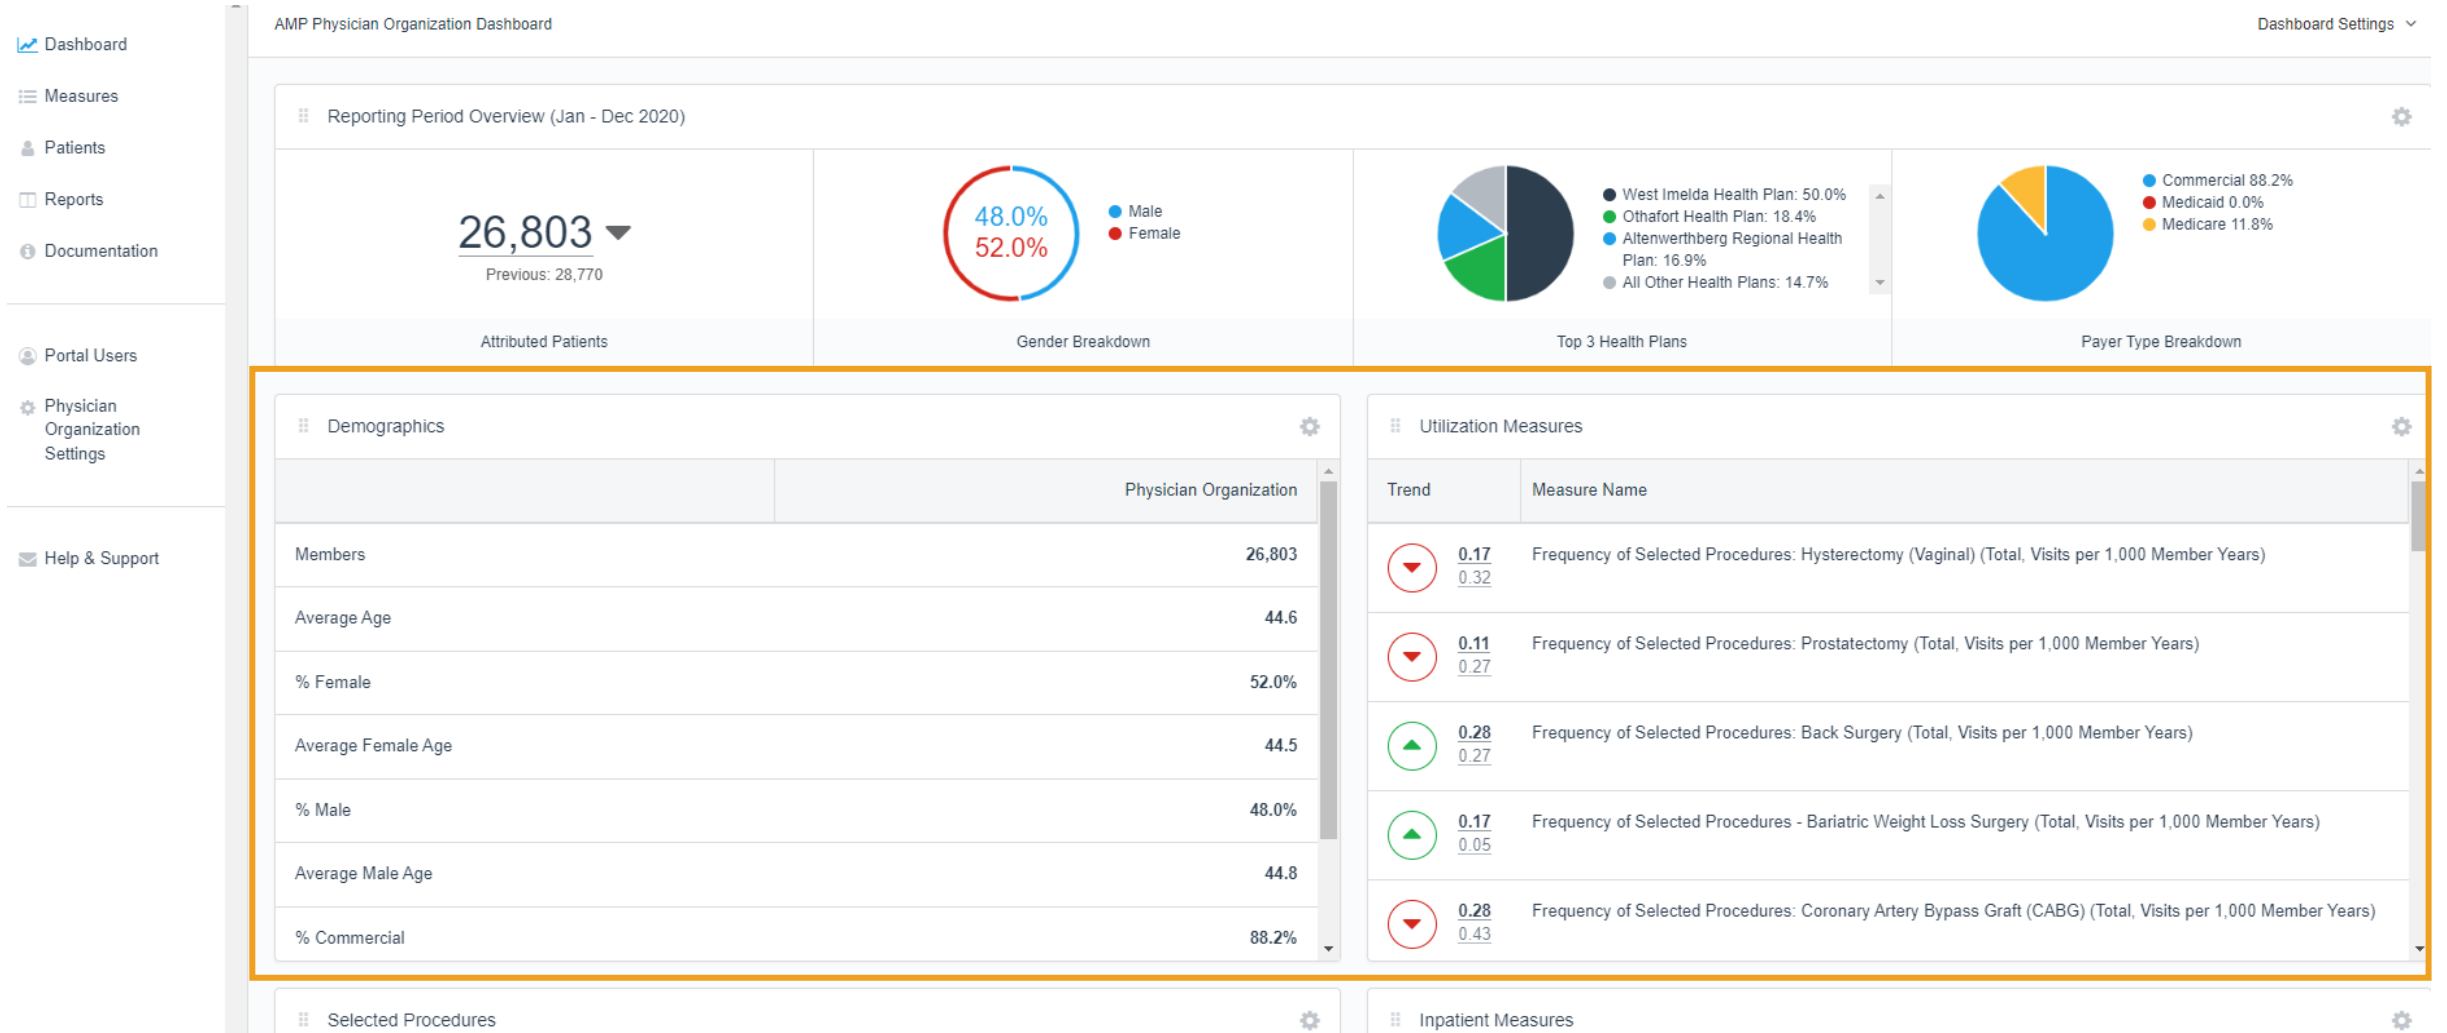 AMP Physician Organization Dashboard
Dashboard Settings
Dashboard
Measures
Patients
Reports
Documentation
Portal Users
Physician
Organization
Settings
Help & Support
Reporting Period Overview (Jan - Dec 2020)
26,803
Previous: 28,770
Attributed Patients
48.0%
52.0%
Male
Female
Gender Breakdown
West Imelda Health Plan: 50.0%
Othafort Health Plan: 18.4%
Altenwerthberg Regional Health
Plan: 16.9%
All Other Health Plans: 14.7%
Top 3 Health Plans
Commercial 88.2%
Medicaid 0.0%
Medicare 11.8%
Payer Type Breakdown
Demographics
Physician Organization
Members 26,803
Average Age 44.6
% Female 52.0%
Average Female Age 44.5
% Male 48.0%
Average Male Age 44.8
% Commercial 88.2%
Utilization Measures
Trend Measure Name
0.17 Frequency of Selected Procedures: Hysterectomy (Vaginal) (Total, Visits per 1,000 Member Years)
0.32
0.11 Frequency of Selected Procedures: Prostatectomy (Total, Visits per 1,000 Member Years)
0.27
0.28 Frequency of Selected Procedures: Back Surgery (Total, Visits per 1,000 Member Years)
0.27
0.17 Frequency of Selected Procedures - Bariatric Weight Loss Surgery (Total, Visits per 1,000 Member Years)
0.05
0.28 Frequency of Selected Procedures: Coronary Artery Bypass Graft (CABG) (Total, Visits per 1,000 Member Years)
0.43
Selected Procedures
Inpatient Measures